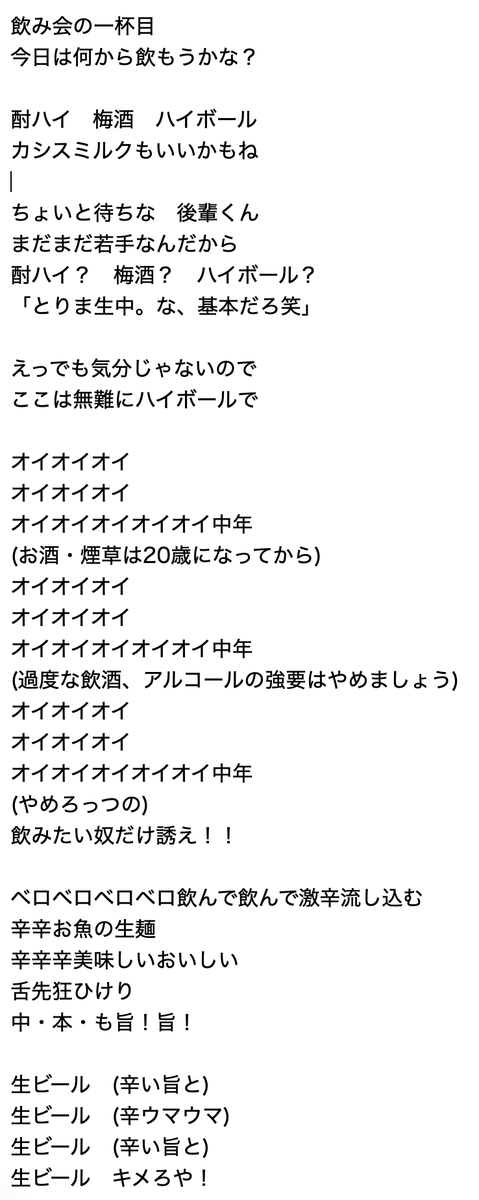 飲み会の一杯目
今日は何から飲もうかな？
酎ハイ　梅酒　ハイボール
カシスミルクもいいかもね
ちょいと待ちな　後輩くん
まだまだ若手なんだから
酎ハイ？　梅酒？　ハイボール？
「とりま生中。な、基本だろ笑」
えっでも気分じゃないので
ここは無難にハイボールで
オイオイオイ
オイオイオイ
オイオイオイオイオイ中年
(お酒・煙草は20歳になってから)
オイオイオイ
オイオイオイ
オイオイオイオイオイ中年
(過度な飲酒、アルコールの強要はやめましょう)
オイオイオイ
オイオイオイ
オイオイオイオイオイ中年
(やめろっつの)
飲みたい奴だけ誘え！！
ベロベロベロベロ飲んで飲んで激辛流し込む
辛辛お魚の生麺
辛辛辛美味しいおいしい
舌先狂ひけり
中・本・も旨！旨！
生ビール　(辛い旨と)
生ビール　(辛ウマウマ)
生ビール　(辛い旨と)
生ビール　キメろや！